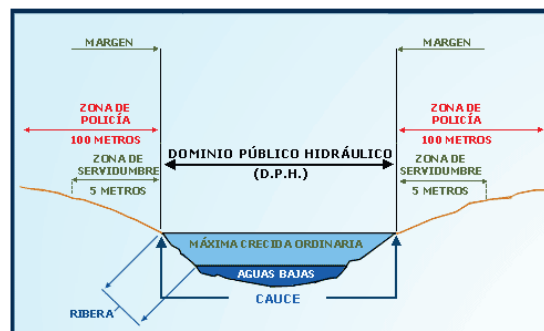 MARGEN
MARGEN
ZONA DE
POLICÍA
100 METROS
ZONA DE
POLICÍA
100 METROS
DOMINIO PÚBLICO HIDRÁULICO
(D.P.H.)
ZONA DE
SERVIDUMBRE
5 METROS
ZONA DE
SERVIDUMBRE
5 METROS
MÁXIMA CRECIDA ORDINARIA
AGUAS BAJAS
CAUCE
RIBERA